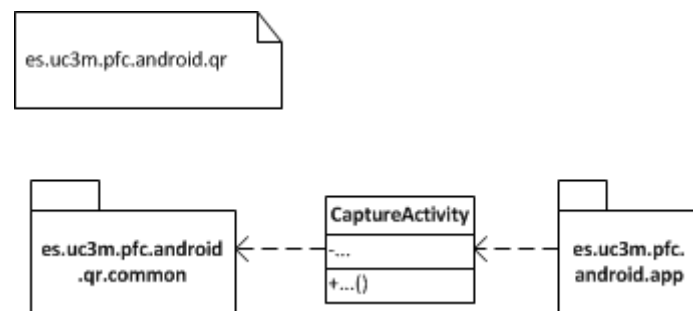 es.uc3m.pfc.android.qr
CaptureActivity
-...
+...()
es.uc3m.pfc.android
.qr.common
es.uc3m.pfc.
android.app